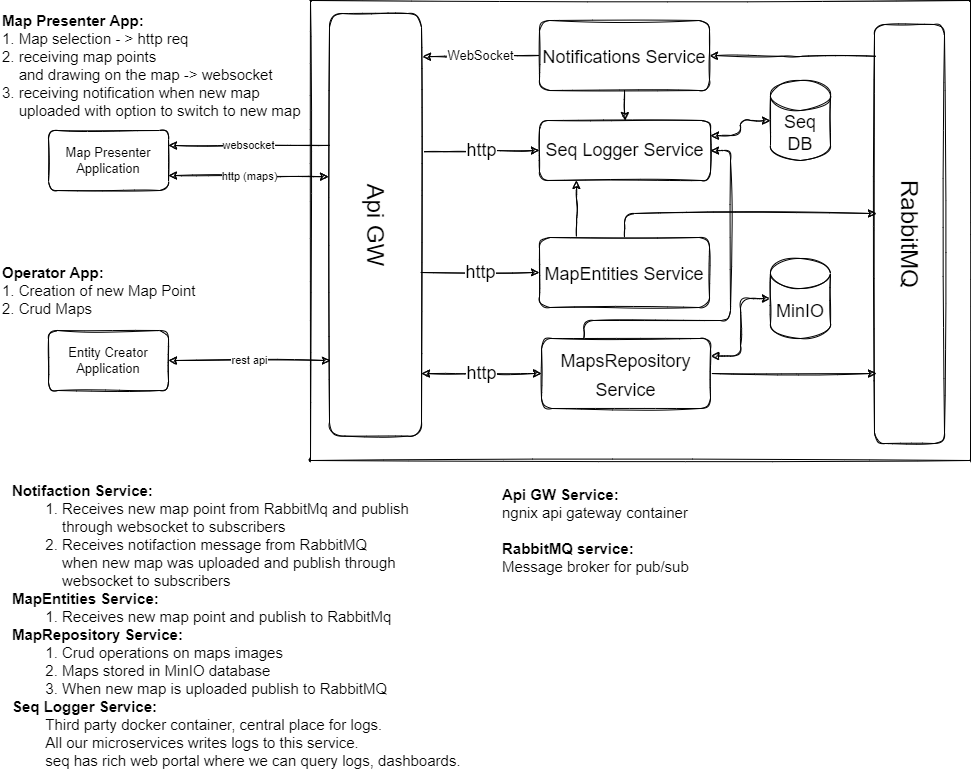 Map Presenter App:
1. Map selection - > http req
2. receiving map points
and drawing on the map -> websocket
3. receiving notification when new map
uploaded with option to switch to new map
Map Presenter
Application
websocket
http (maps)
Operator App:
1. Creation of new Map Point
2. Crud Maps
Entity Creator
Application
rest api
Api GW
WebSocket
http
http
http
Notifications Service
Seq Logger Service
MapEntities Service
MapsRepository
Service
Seq
DB
MinIO
RabbitMQ
Notifaction Service:
1. Receives new map point from RabbitMq and publish
through websocket to subscribers
2. Receives notifaction message from RabbitMQ
when new map was uploaded and publish through
websocket to subscribers
MapEntities Service:
1. Receives new map point and publish to RabbitMq
MapRepository Service:
1. Crud operations on maps images
2. Maps stored in MinIO database
3. When new map is uploaded publish to RabbitMQ
Seq Logger Service:
Third party docker container, central place for logs.
All our microservices writes logs to this service.
seq has rich web portal where we can query logs, dashboards.
Api GW Service:
ngnix api gateway container
RabbitMQ service:
Message broker for pub/sub